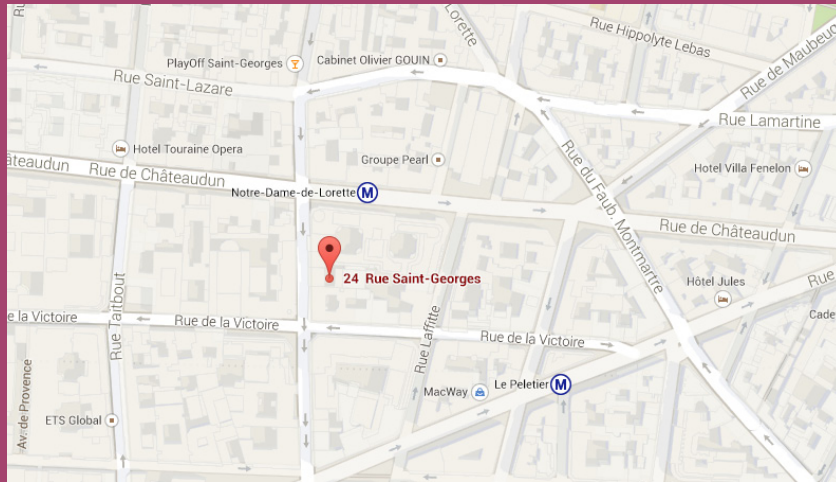 Ru
Lorette
Rue Hippolyte Lebas
Rue de Maubeug
PlayOff Saint-Georges
Cabinet Olivier GOUIN
Rue Saint-Lazare
Rue Lamartine
Hotel Touraine Opera
Groupe Pearl
Rue du Faub. Montmartre
Hotel Villa Fenelon
âteaudun
Rue de Châteaudun
Notre-Dame-de-Lorette
M
Rue de Châteaudun
24 Rue Saint-Georges
Rue
Hôtel Jules
Rue Taitbout
e la Victoire
Rue de la Victoire
Rue Laffitte
Rue de la Victoire
Cade
Av. de Provence
MacWay
Le Peletier
M
ETS Global